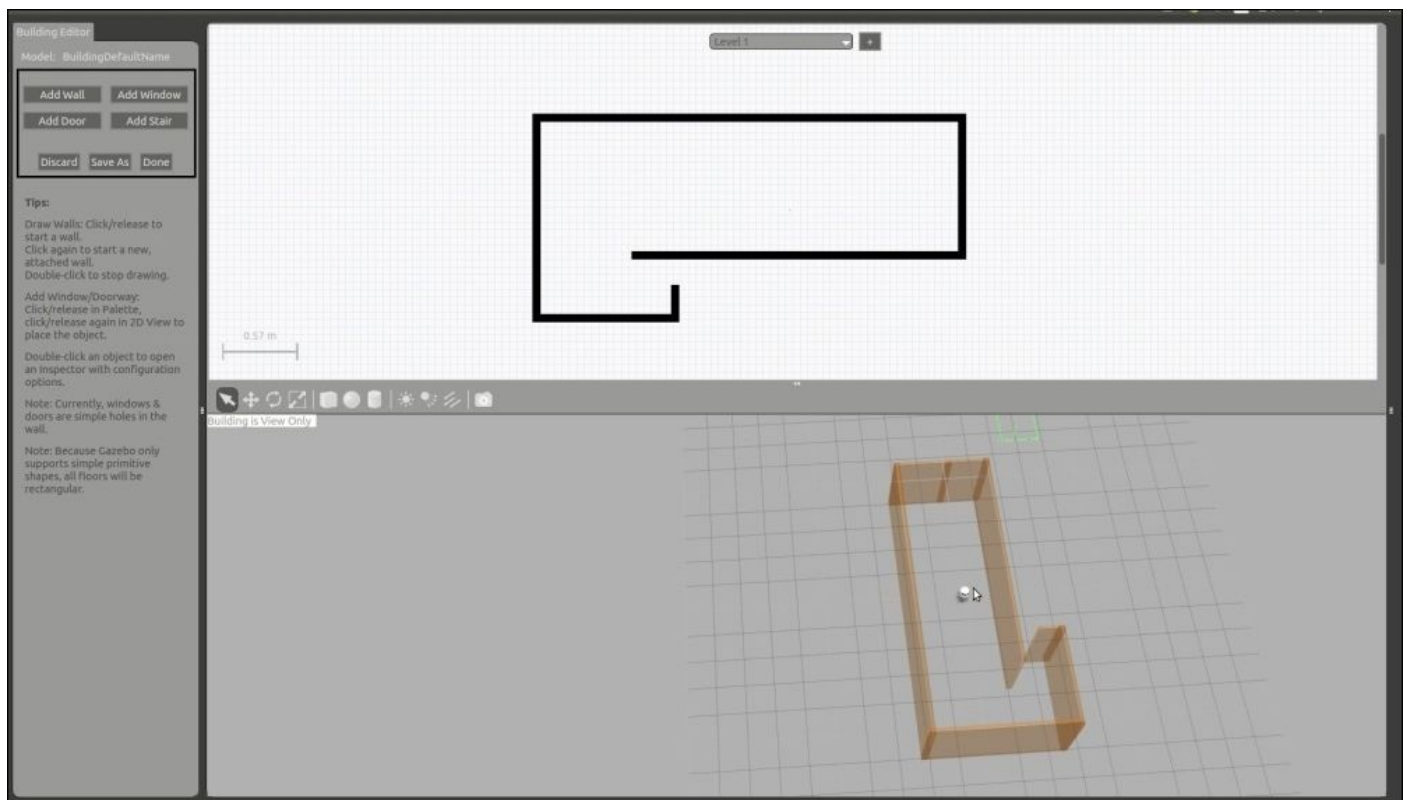 Building Editor
Model: BuildingDefaultName
Add Wall Add Window
Add Door Add Stair
Discard Save As Done
Tips:
Draw Walls: Click/release to
start a wall.
Click again to start a new,
attached wall.
Double-click to stop drawing.
Add Window/Doorway:
Click/release in Palette,
click/release again in 2D View to
place the object.
Double-click an object to open
an Inspector with configuration
options.
Note: Currently, windows &
doors are simple holes in the
wall.
Note: Because Gazebo only
supports simple primitive
shapes, all floors will be
rectangular.
Level 1 +
0.57 m
Building is View Only